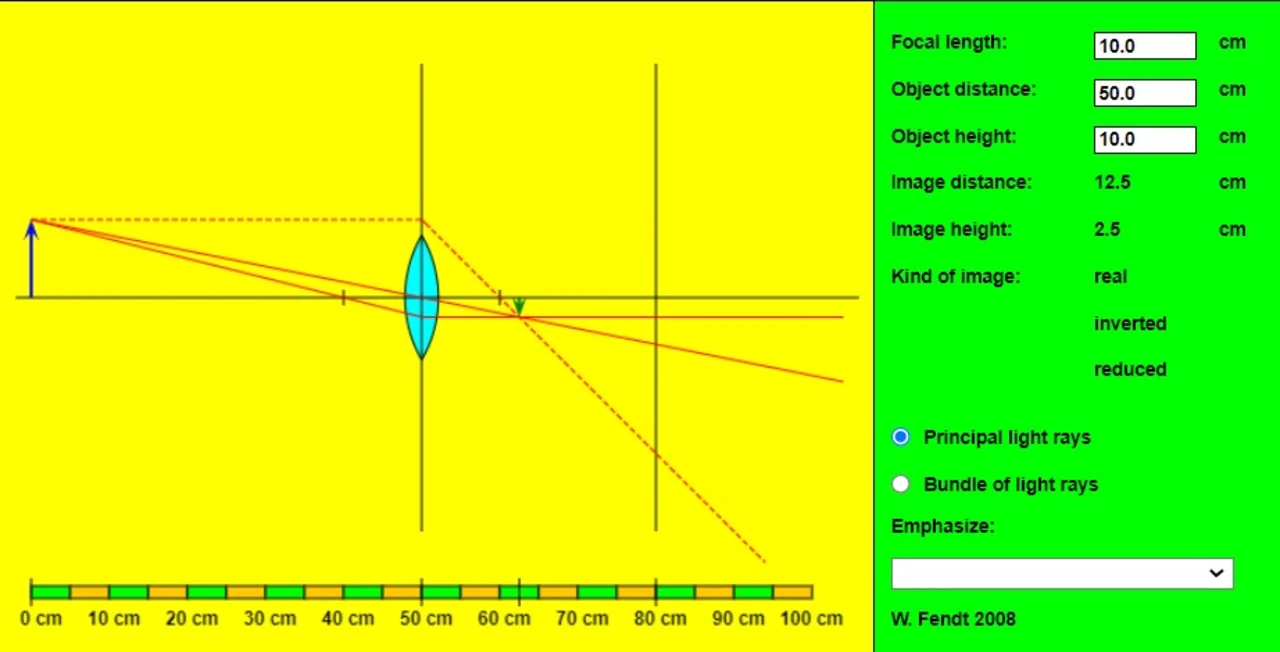 Focal length: 10.0 cm
Object distance: 50.0 cm
Object height: 10.0 cm
Image distance: 12.5 cm
Image height: 2.5 cm
Kind of image: real
inverted
reduced
Principal light rays
Bundle of light rays
Emphasize:
W. Fendt 2008
0 cm 10 cm 20 cm 30 cm 40 cm 50 cm 60 cm 70 cm 80 cm 90 cm 100 cm